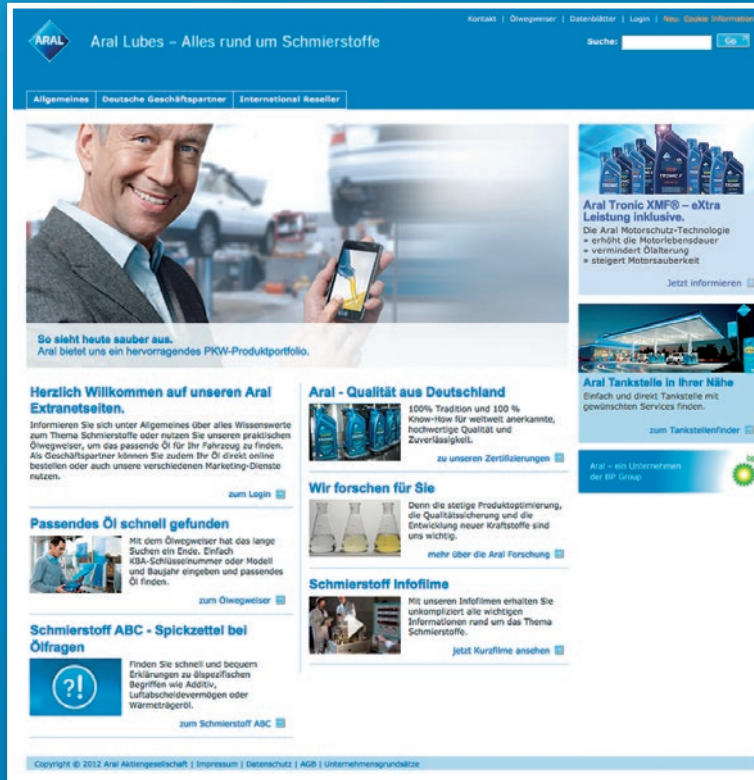 Kontakt | Ölwegweiser | Datenblätter | Login | Neu: Cookie Information
ARAL
Aral Lubes – Alles rund um Schmierstoffe
Suche:
Go
Allgemeines
Deutsche Geschäftspartner
International Reseller
So sieht heute sauber aus.
Aral bietet uns ein hervorragendes PKW-Produktportfolio.
Herzlich Willkommen auf unseren Aral
Extranetseiten.
Informieren Sie sich unter Allgemeines über alles Wissenswerte
zum Thema Schmierstoffe oder nutzen Sie unseren praktischen
Ölwegweiser, um das passende Öl für Ihr Fahrzeug zu finden.
Als Geschäftspartner können Sie zudem Ihr Öl direkt online
bestellen oder auch unsere verschiedenen Marketing-Dienste
nutzen.
zum Login
Passendes Öl schnell gefunden
Mit dem Ölwegweiser hat das lange
Suchen ein Ende. Einfach
KBA-Schlüsselnummer oder Modell
und Baujahr eingeben und passendes
Öl finden.
zum Ölwegweiser
Schmierstoff ABC - Spickzettel bei
Ölfragen
?!
Finden Sie schnell und bequem
Erklärungen zu ölspezifischen
Begriffen wie Additiv,
Luftabscheidevermögen oder
Wärmeträgeröl.
zum Schmierstoff ABC
Aral - Qualität aus Deutschland
100% Tradition und 100 %
Know-How für weltweit anerkannte,
hochwertige Qualität und
Zuverlässigkeit.
zu unseren Zertifizierungen
Wir forschen für Sie
Denn die stetige Produktoptimierung,
die Qualitätssicherung und die
Entwicklung neuer Kraftstoffe sind
uns wichtig.
mehr über die Aral Forschung
Schmierstoff Infofilme
Mit unseren Infofilmen erhalten Sie
unkompliziert alle wichtigen
Informationen rund um das Thema
Schmierstoffe.
jetzt Kurzfilme ansehen
Aral Tronic XMF® – eXtra
Leistung inklusive.
Die Aral Motorschutz-Technologie
» erhöht die Motorlebensdauer
» vermindert Ölalterung
» steigert Motorsauberkeit
Jetzt informieren
Aral Tankstelle in Ihrer Nähe
Einfach und direkt Tankstelle mit
gewünschten Services finden.
zum Tankstellenfinder
Aral – ein Unternehmen
der BP Group
Copyright © 2012 Aral Aktiengesellschaft | Impressum | Datenschutz | AGB | Unternehmensgrundsätze